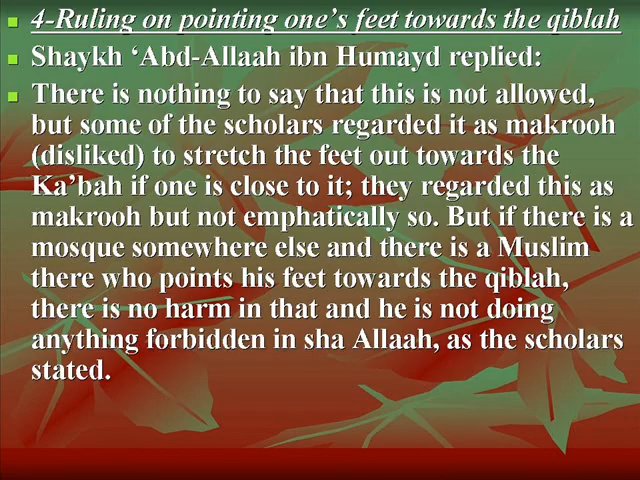 4-Ruling on pointing one’s feet towards the qiblah
Shaykh ‘Abd-Allaah ibn Humayd replied:
There is nothing to say that this is not allowed,
but some of the scholars regarded it as makrooh
(disliked) to stretch the feet out towards the
Ka’bah if one is close to it; they regarded this as
makrooh but not emphatically so. But if there is a
mosque somewhere else and there is a Muslim
there who points his feet towards the qiblah,
there is no harm in that and he is not doing
anything forbidden in sha Allaah, as the scholars
stated.